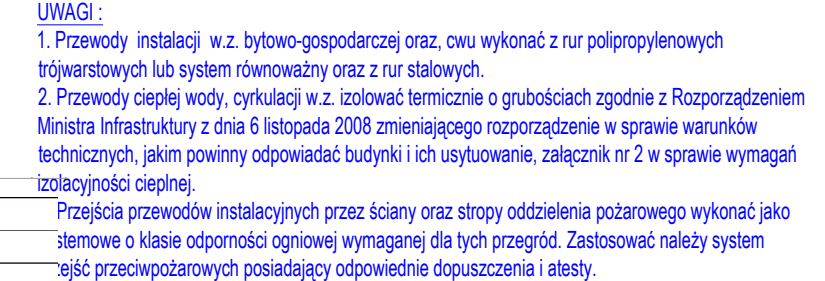 UWAGI :
1. Przewody instalacji w.z. bytowo-gospodarczej oraz, cwu wykonać z rur polipropylenowych
trójwarstowych lub system równoważny oraz z rur stalowych.
2. Przewody ciepłej wody, cyrkulacji w.z. izolować termicznie o grubościach zgodnie z Rozporządzeniem
Ministra Infrastruktury z dnia 6 listopada 2008 zmieniającego rozporządzenie w sprawie warunków
technicznych, jakim powinny odpowiadać budynki i ich usytuowanie, załącznik nr 2 w sprawie wymagań
izolacyjności cieplnej.
Przejścia przewodów instalacyjnych przez ściany oraz stropy oddzielenia pożarowego wykonać jako
stemowe o klasie odporności ogniowej wymaganej dla tych przegród. Zastosować należy system
ejść przeciwpożarowych posiadający odpowiednie dopuszczenia i atesty.